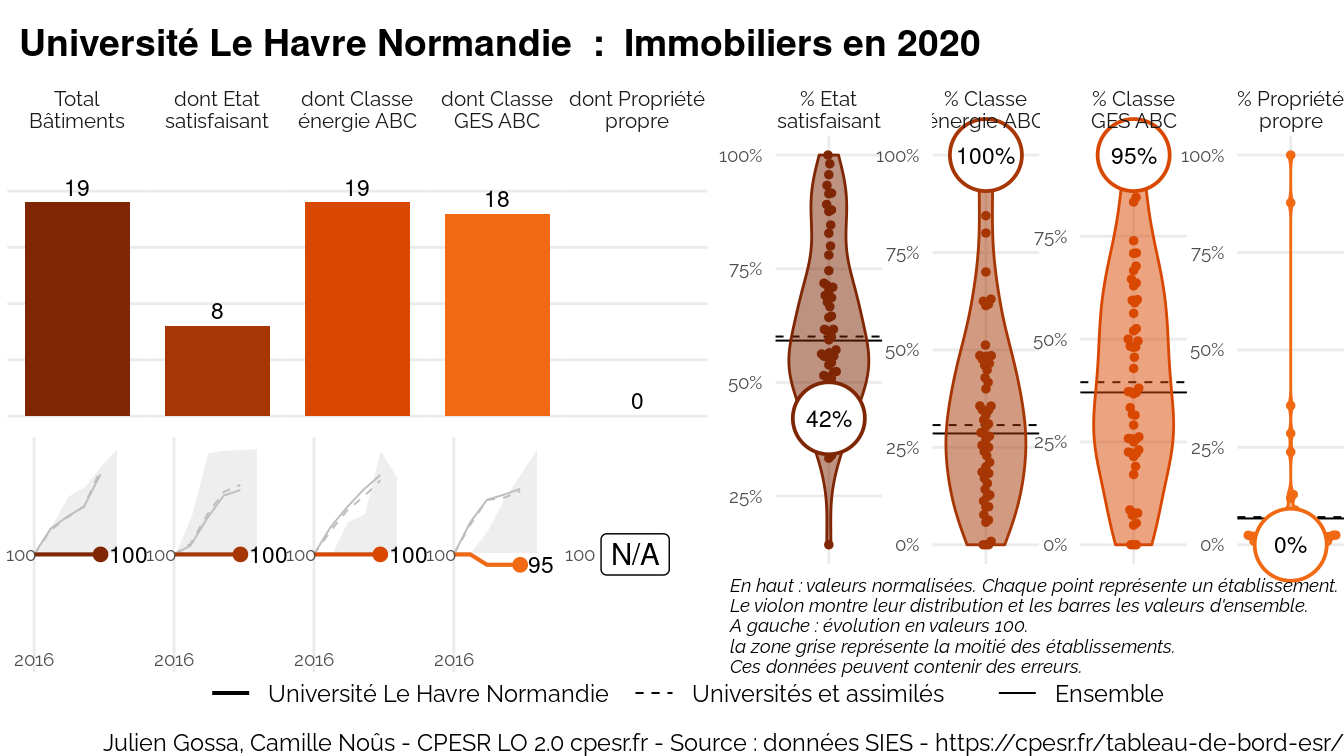 Université Le Havre Normandie : Immobiliers en 2020
Total
Bâtiments
dont Etat
satisfaisant
dont Classe
énergie ABC
dont Classe
GES ABC
dont Propriété
propre
19
8
19
18
0
100
100
100
100
100
100
100
95
100
N/A
2016
2016
2016
2016
% Etat
satisfaisant
100%
75%
50%
25%
42%
% Classe
énergie ABC
100%
75%
50%
25%
0%
100%
% Classe
GES ABC
75%
50%
25%
0%
95%
% Propriété
propre
100%
75%
50%
25%
0%
0%
En haut : valeurs normalisées. Chaque point représente un établissement.
Le violon montre leur distribution et les barres les valeurs d'ensemble.
A gauche : évolution en valeurs 100.
la zone grise représente la moitié des établissements.
Ces données peuvent contenir des erreurs.
Université Le Havre Normandie
Universités et assimilés
Ensemble
Julien Gossa, Camille Noûs - CPESR LO 2.0 cpesr.fr - Source : données SIES - https://cpesr.fr/tableau-de-bord-esr/